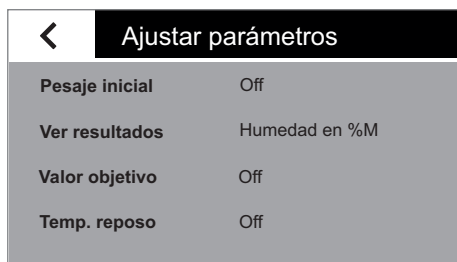 Ajustar parámetros
Pesaje inicial Off
Ver resultados Humedad en %M
Valor objetivo Off
Temp. reposo Off